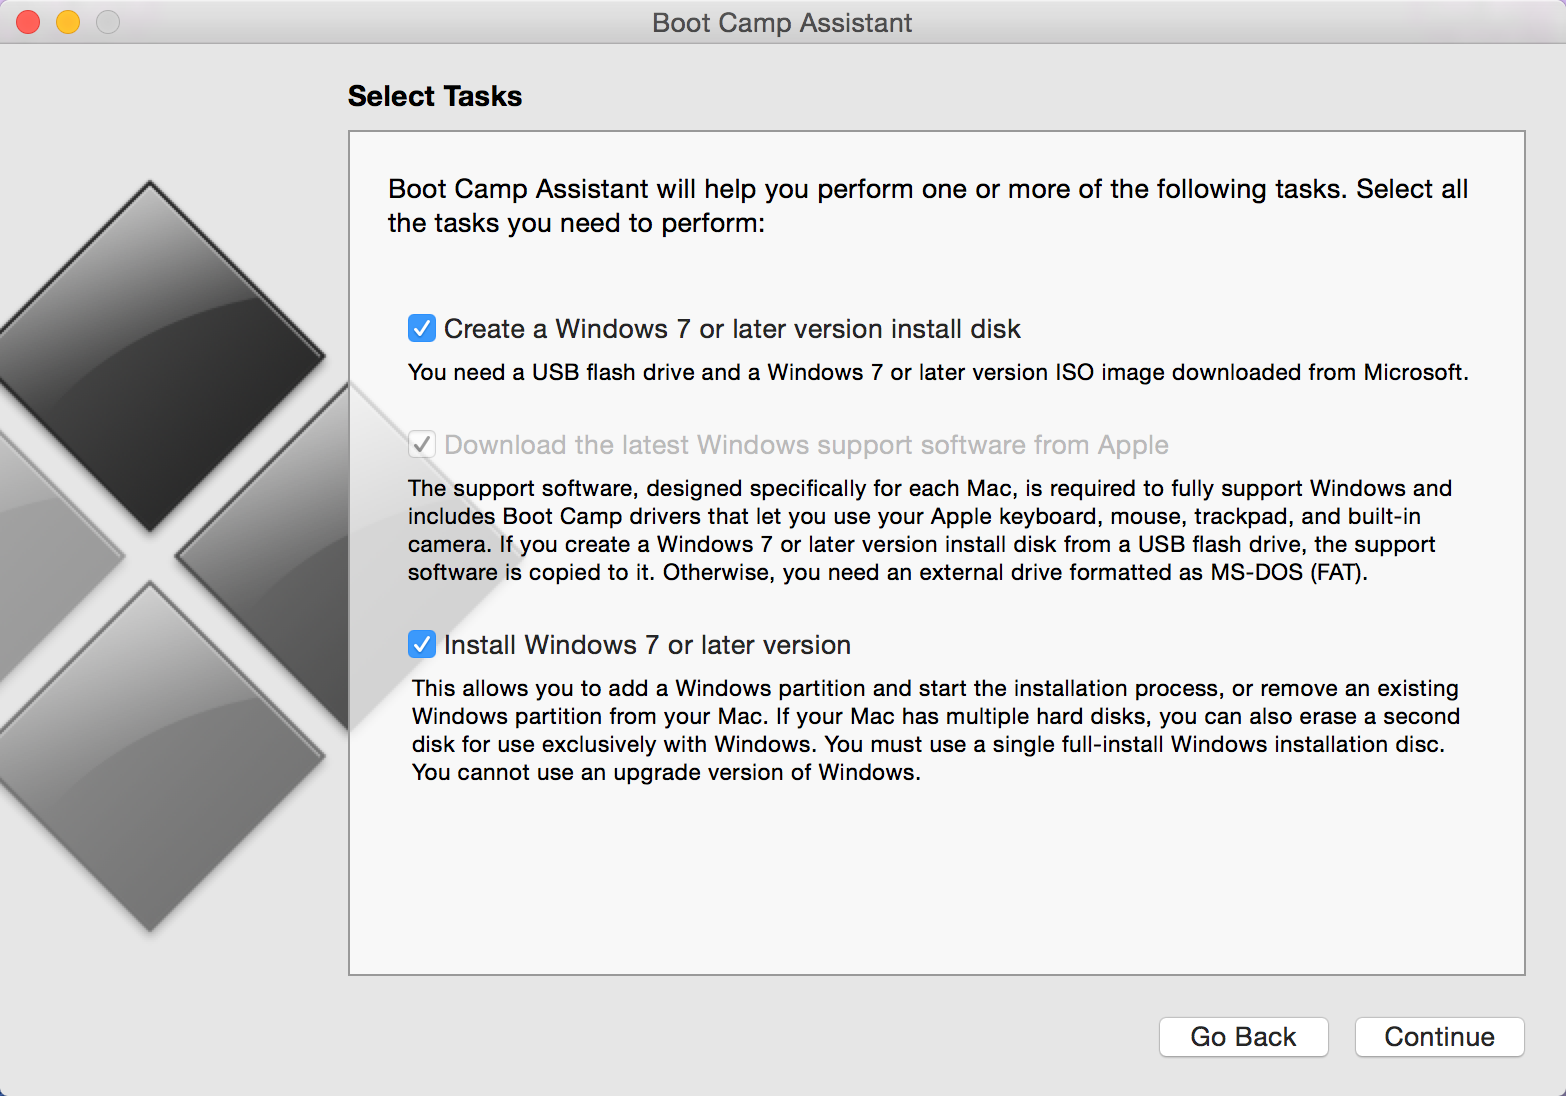 Boot Camp Assistant
Select Tasks
Boot Camp Assistant will help you perform one or more of the following tasks. Select all
the tasks you need to perform:
Create a Windows 7 or later version install disk
You need a USB flash drive and a Windows 7 or later version ISO image downloaded from Microsoft.
Download the latest Windows support software from Apple
The support software, designed specifically for each Mac, is required to fully support Windows and
includes Boot Camp drivers that let you use your Apple keyboard, mouse, trackpad, and built-in
camera. If you create a Windows 7 or later version install disk from a USB flash drive, the support
software is copied to it. Otherwise, you need an external drive formatted as MS-DOS (FAT).
Install Windows 7 or later version
This allows you to add a Windows partition and start the installation process, or remove an existing
Windows partition from your Mac. If your Mac has multiple hard disks, you can also erase a second
disk for use exclusively with Windows. You must use a single full-install Windows installation disc.
You cannot use an upgrade version of Windows.
Go Back
Continue